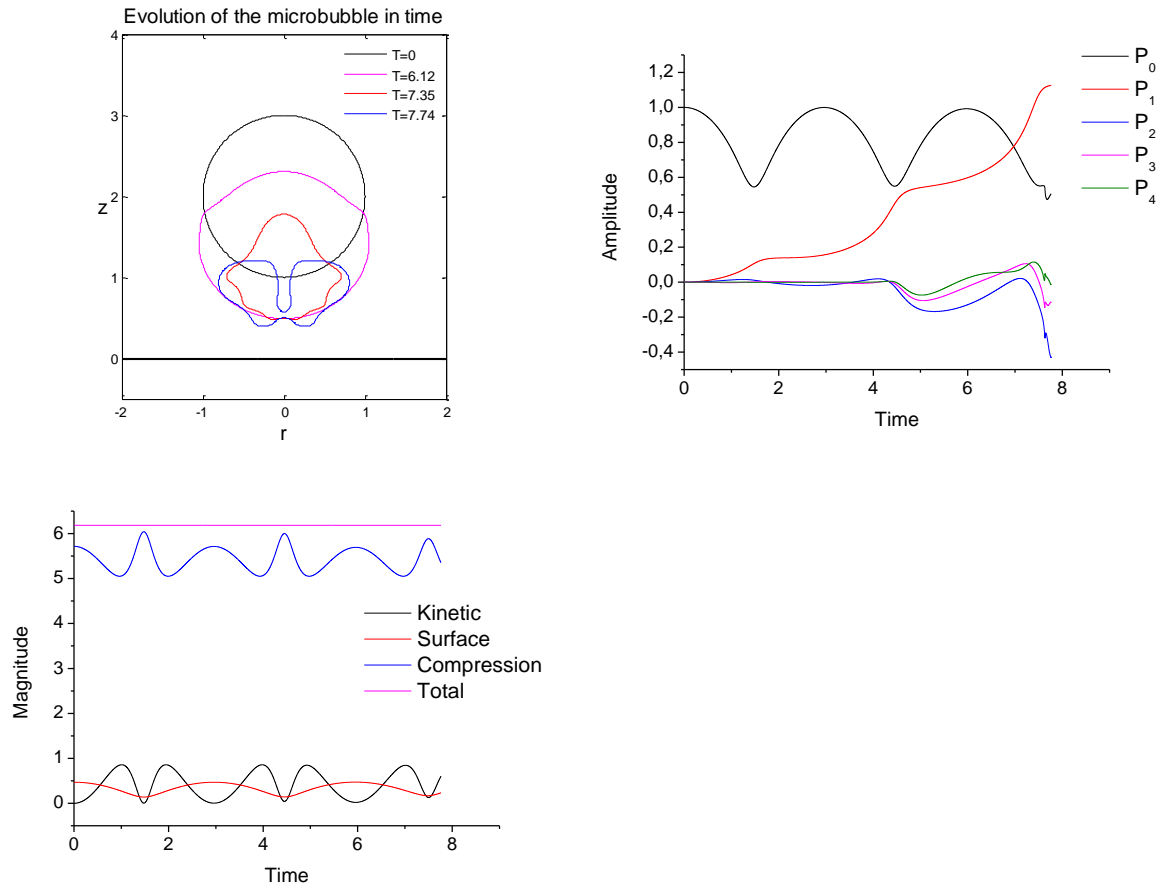 Evolution of the microbubble in time
4
3
2
1
0
-2
-1
0
1
2
z
r
T=0
T=6.12
T=7.35
T=7.74
1,2
1,0
0,8
0,6
0,4
0,2
0,0
-0,2
-0,4
0
2
4
6
8
Amplitude
Time
P0
P1
P2
P3
P4
6
5
4
3
2
1
0
0
2
4
6
8
Magnitude
Time
Kinetic
Surface
Compression
Total